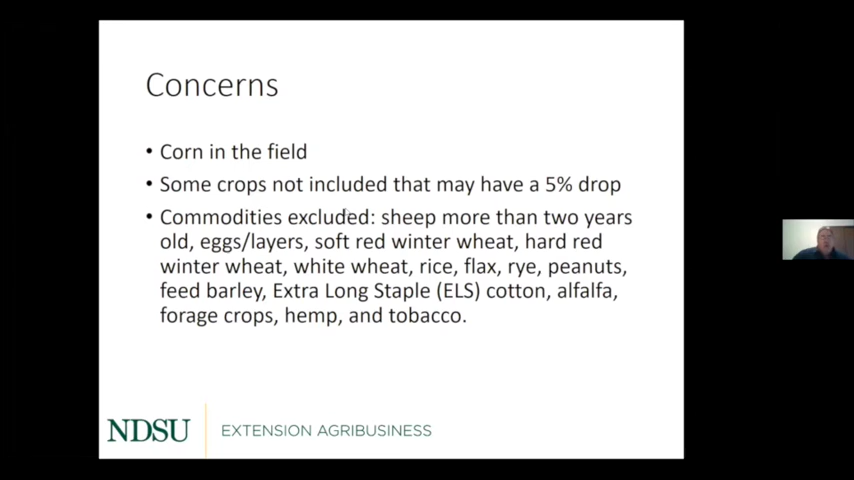 Concerns
• Corn in the field
• Some crops not included that may have a 5% drop
• Commodities excluded: sheep more than two years
old, eggs/layers, soft red winter wheat, hard red
winter wheat, white wheat, rice, flax, rye, peanuts,
feed barley, Extra Long Staple (ELS) cotton, alfalfa,
forage crops, hemp, and tobacco.
NDSU EXTENSION AGRIBUSINESS